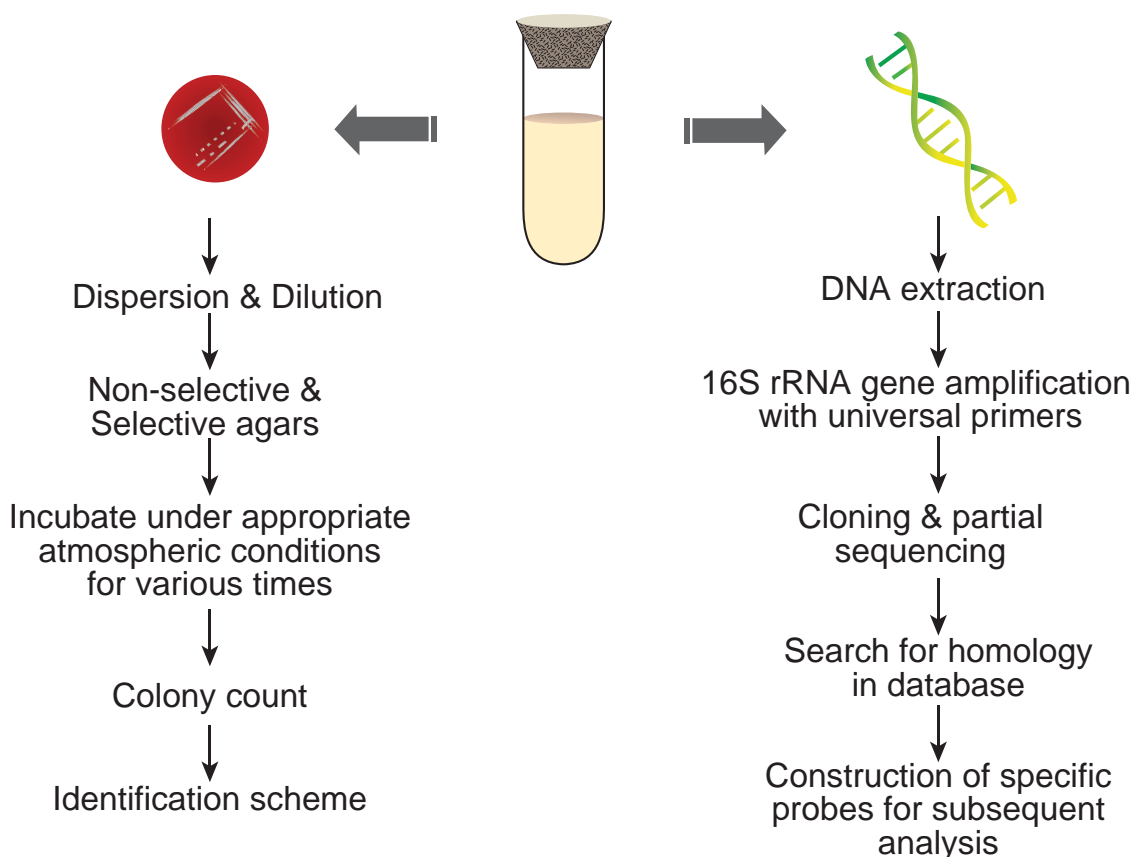 Dispersion & Dilution
Non-selective &
Selective agars
Incubate under appropriate
atmospheric conditions
for various times
Colony count
Identification scheme
DNA extraction
16S rRNA gene amplification
with universal primers
Cloning & partial
sequencing
Search for homology
in database
Construction of specific
probes for subsequent
analysis